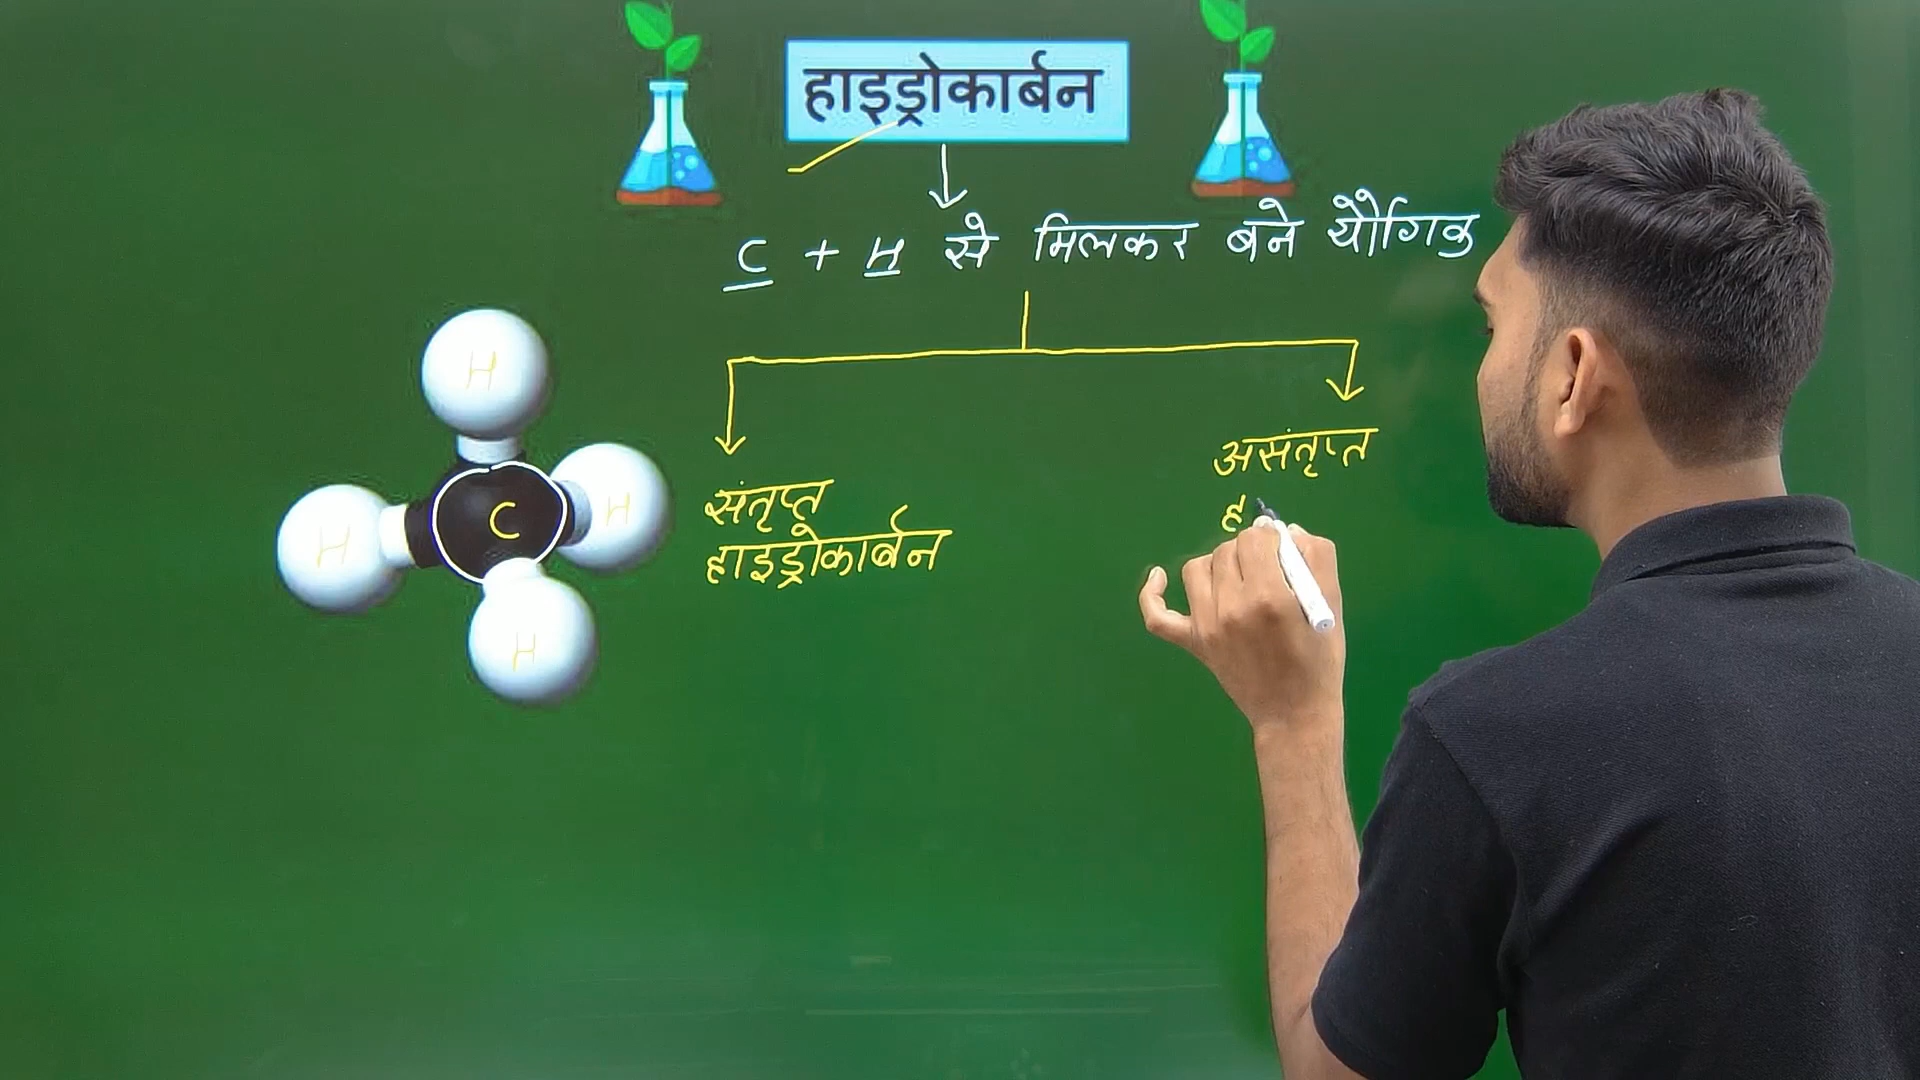 हाइड्रोकार्बन
C + H से मिलकर बने यौगिक
H
H
C
H
H
संतृप्त
हाइड्रोकार्बन
असंतृप्त
ह